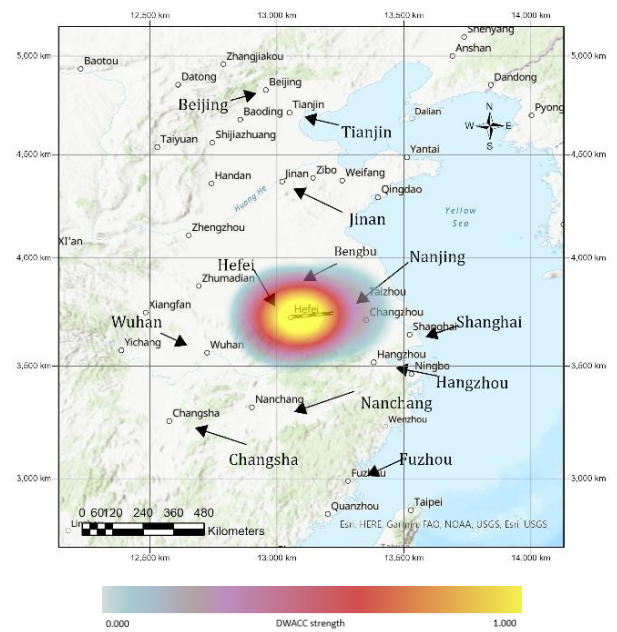 12,500 km
13,000 km
13,500 km
14,000 km
Shenyang
5,000 km
Baotou
Zhangjiakou
Anshan
5,000 km
Datong
Beijing
Dandong
Beijing
Tianjin
N
Baoding
Dalian
Pyong
W
E
S
Tianjin
Taiyuan
Shijiazhuang
Yantai
4,500 km
4,500 km
Handan
Jinan
Zibo
Weifang
Qingdao
Huang He
Jinan
Yellow
Sea
Zhengzhou
XI'an
4,000 km
Hefei
Bengbu
Nanjing
4,000 km
Zhumadian
Taizhou
Xiangfan
Hefei
Changzhou
Wuhan
Shanghai
Shanghai
Yichang
Wuhan
Hangzhou
3,500 km
Ningbo
3,500 km
Hangzhou
Nanchang
Nanchang
Changsha
Wenzhou
Changsha
Fuzhou
3,000 km
3,000 km
Quanzhou
Taipei
0 60120 240 360 480
Kilometers
Esri, HERE, Garmin, FAO, NOAA, USGS, Esri, USGS
12,500 km
13,000 km
13,500 km
14,000 km
0.000
DWACC strength
1.000